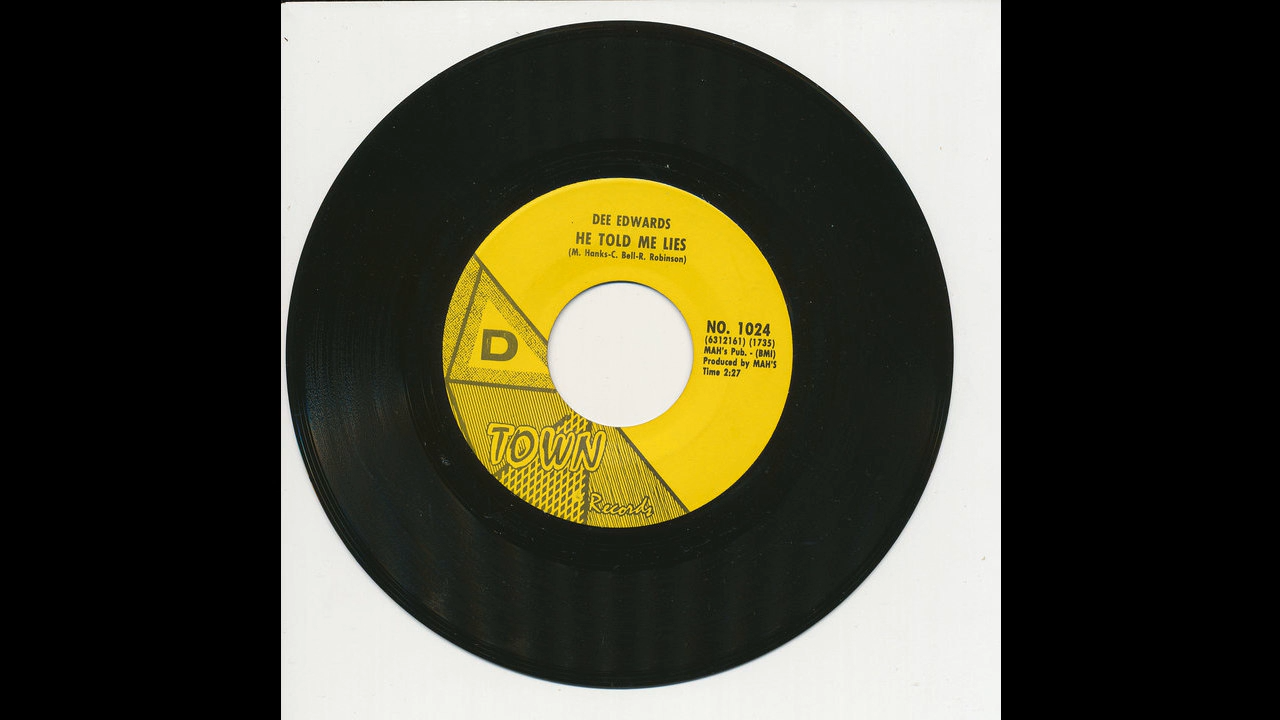 DEE EDWARDS
HE TOLD ME LIES
(M. Hanks-C. Bell-R. Robinson)
NO. 1024
(6312161) (1735)
MAH's Pub. - (BMI)
Produced by MAH'S
Time 2:27
D
TOWN
Records